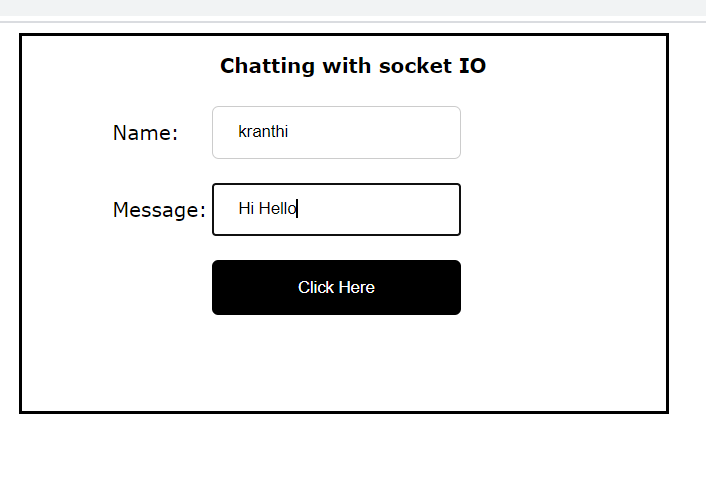 Chatting with socket IO
Name: kranthi
Message: Hi Hello
Click Here